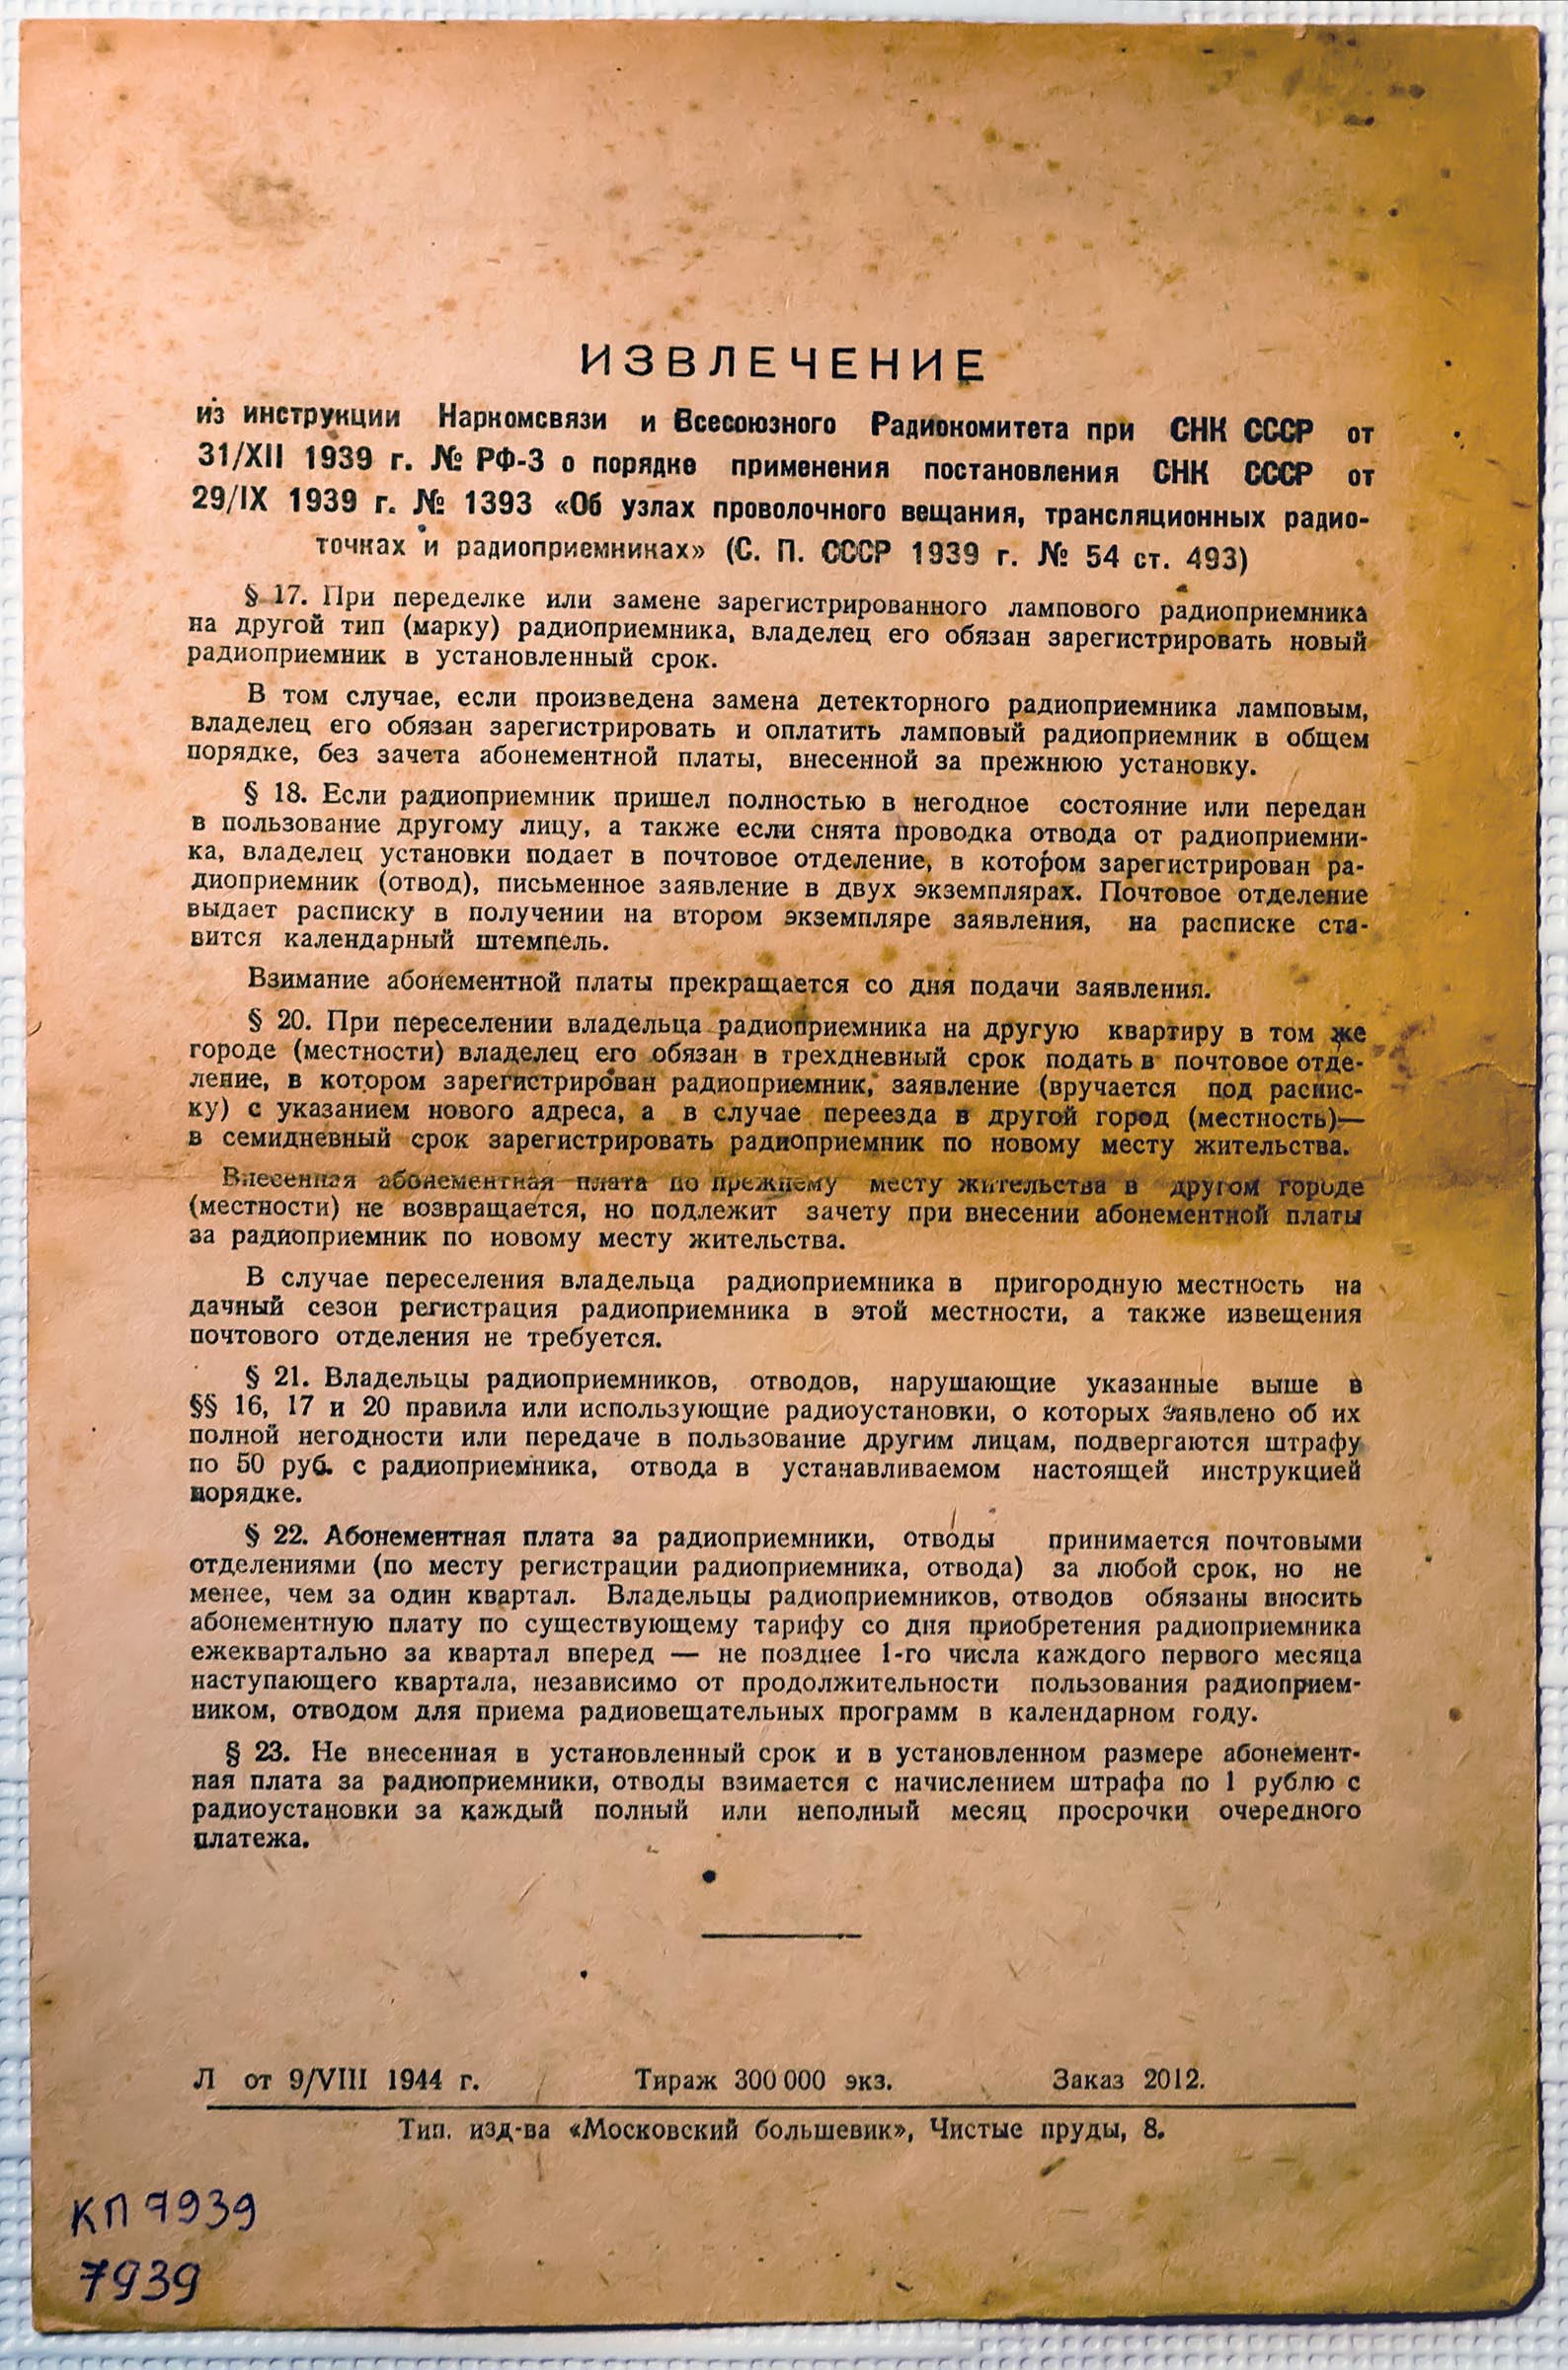 ИЗВЛЕЧЕНИЕ
из инструкции Наркомсвязи и Всесоюзного Радиокомитета при СНК СССР от
31/XII 1939 г. № РФ-3 о порядке применения постановления СНК СССР от
29/IX 1939 г. № 1393 «Об узлах проволочного вещания, трансляционных радио-
точках и радиоприемниках» (С. П. СССР 1939 г. № 54 ст. 493)
§ 17. При переделке или замене зарегистрированного лампового радиоприемника
на другой тип (марку) радиоприемника, владелец его обязан зарегистрировать новый
радиоприемник в установленный срок.
В том случае, если произведена замена детекторного радиоприемника ламповым,
владелец его обязан зарегистрировать и оплатить ламповый радиоприемник в общем
порядке, без зачета абонементной платы, внесенной за прежнюю установку.
§ 18. Если радиоприемник пришел полностью в негодное состояние или передан
в пользование другому лицу, а также если снята проводка отвода от радиоприемни-
ка, владелец установки подает в почтовое отделение, в котором зарегистрирован ра-
диоприемник (отвод), письменное заявление в двух экземплярах. Почтовое отделение
выдает расписку в получении на втором экземпляре заявления, на расписке ста-
вится календарный штемпель.
Взимание абонементной платы прекращается со дня подачи заявления.
§ 20. При переселении владельца радиоприемника на другую квартиру в том же
городе (местности) владелец его обязан в трехдневный срок подать в почтовое отде-
ление, в котором зарегистрирован радиоприемник, заявление (вручается под распис-
ку) с указанием нового адреса, а в случае переезда в другой город (местность)—
в семидневный срок зарегистрировать радиоприемник по новому месту жительства.
Внесенная абонементная плата по прежнему месту жительства в другом городе
(местности) не возвращается, но подлежит зачету при внесении абонементной платы
за радиоприемник по новому месту жительства.
В случае переселения владельца радиоприемника в пригородную местность на
дачный сезон регистрация радиоприемника в этой местности, а также извещения
почтового отделения не требуется.
§ 21. Владельцы радиоприемников, отводов, нарушающие указанные выше в
§§ 16, 17 и 20 правила или использующие радиоустановки, о которых заявлено об их
полной негодности или передаче в пользование другим лицам, подвергаются штрафу
по 50 руб. с радиоприемника, отвода в устанавливаемом настоящей инструкцией
порядке.
§ 22. Абонементная плата за радиоприемники, отводы принимается почтовыми
отделениями (по месту регистрации радиоприемника, отвода) за любой срок, но не
менее, чем за один квартал. Владельцы радиоприемников, отводов обязаны вносить
абонементную плату по существующему тарифу со дня приобретения радиоприемника
ежеквартально за квартал вперед — не позднее 1-го числа каждого первого месяца
наступающего квартала, независимо от продолжительности пользования радиоприем-
ником, отводом для приема радиовещательных программ в календарном году.
§ 23. Не внесенная в установленный срок и в установленном размере абонемент-
ная плата за радиоприемники, отводы взимается с начислением штрафа по 1 рублю с
радиоустановки за каждый полный или неполный месяц просрочки очередного
платежа.
Л от 9/VIII 1944 г. Тираж 300 000 экз. Заказ 2012.
Тип. изд-ва «Московский большевик», Чистые пруды, 8.
КП 7939
7939